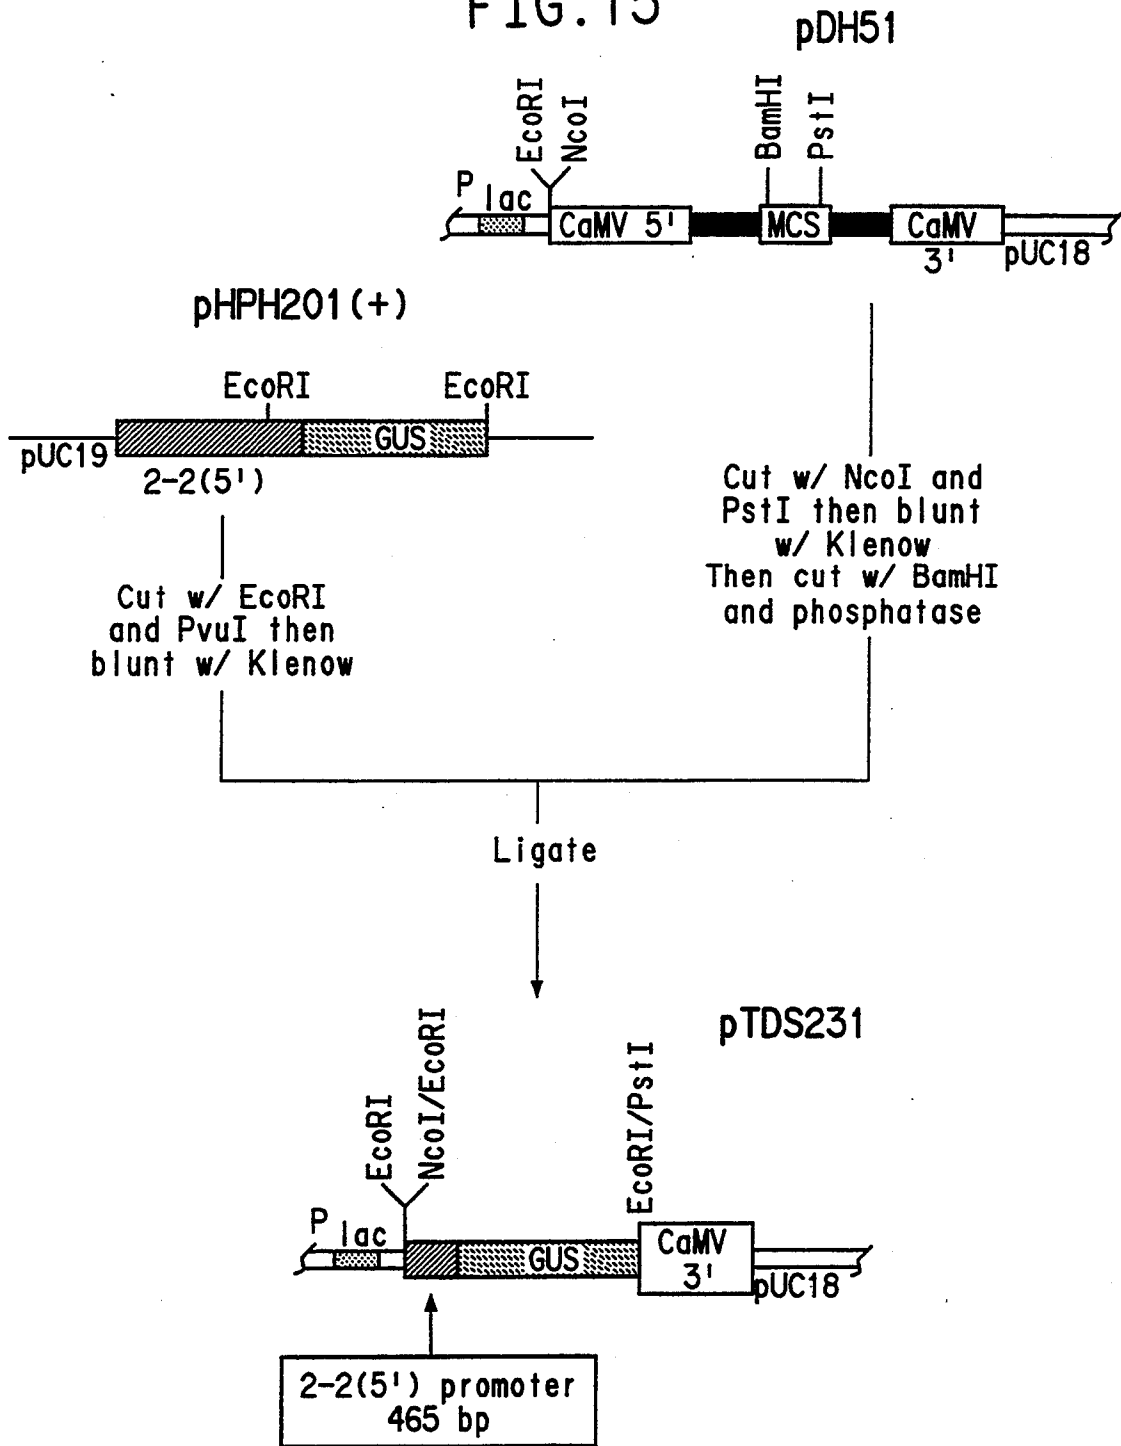 FIG. 15
pDH51
EcoRI
NcoI
BamHI
PstI
P lac
CaMV 5'
MCS
CaMV
3'
pUC18
pHPH201(+)
EcoRI
EcoRI
GUS
pUC19
2-2(5')
Cut w/ NcoI and
PstI then blunt
w/ Klenow
Then cut w/ BamHI
and phosphatase
Cut w/ EcoRI
and PvuI then
blunt w/ Klenow
Ligate
pTDS231
EcoRI
NcoI/EcoRI
EcoRI/PstI
P lac
GUS
CaMV
3'
pUC18
2-2(5') promoter
465 bp